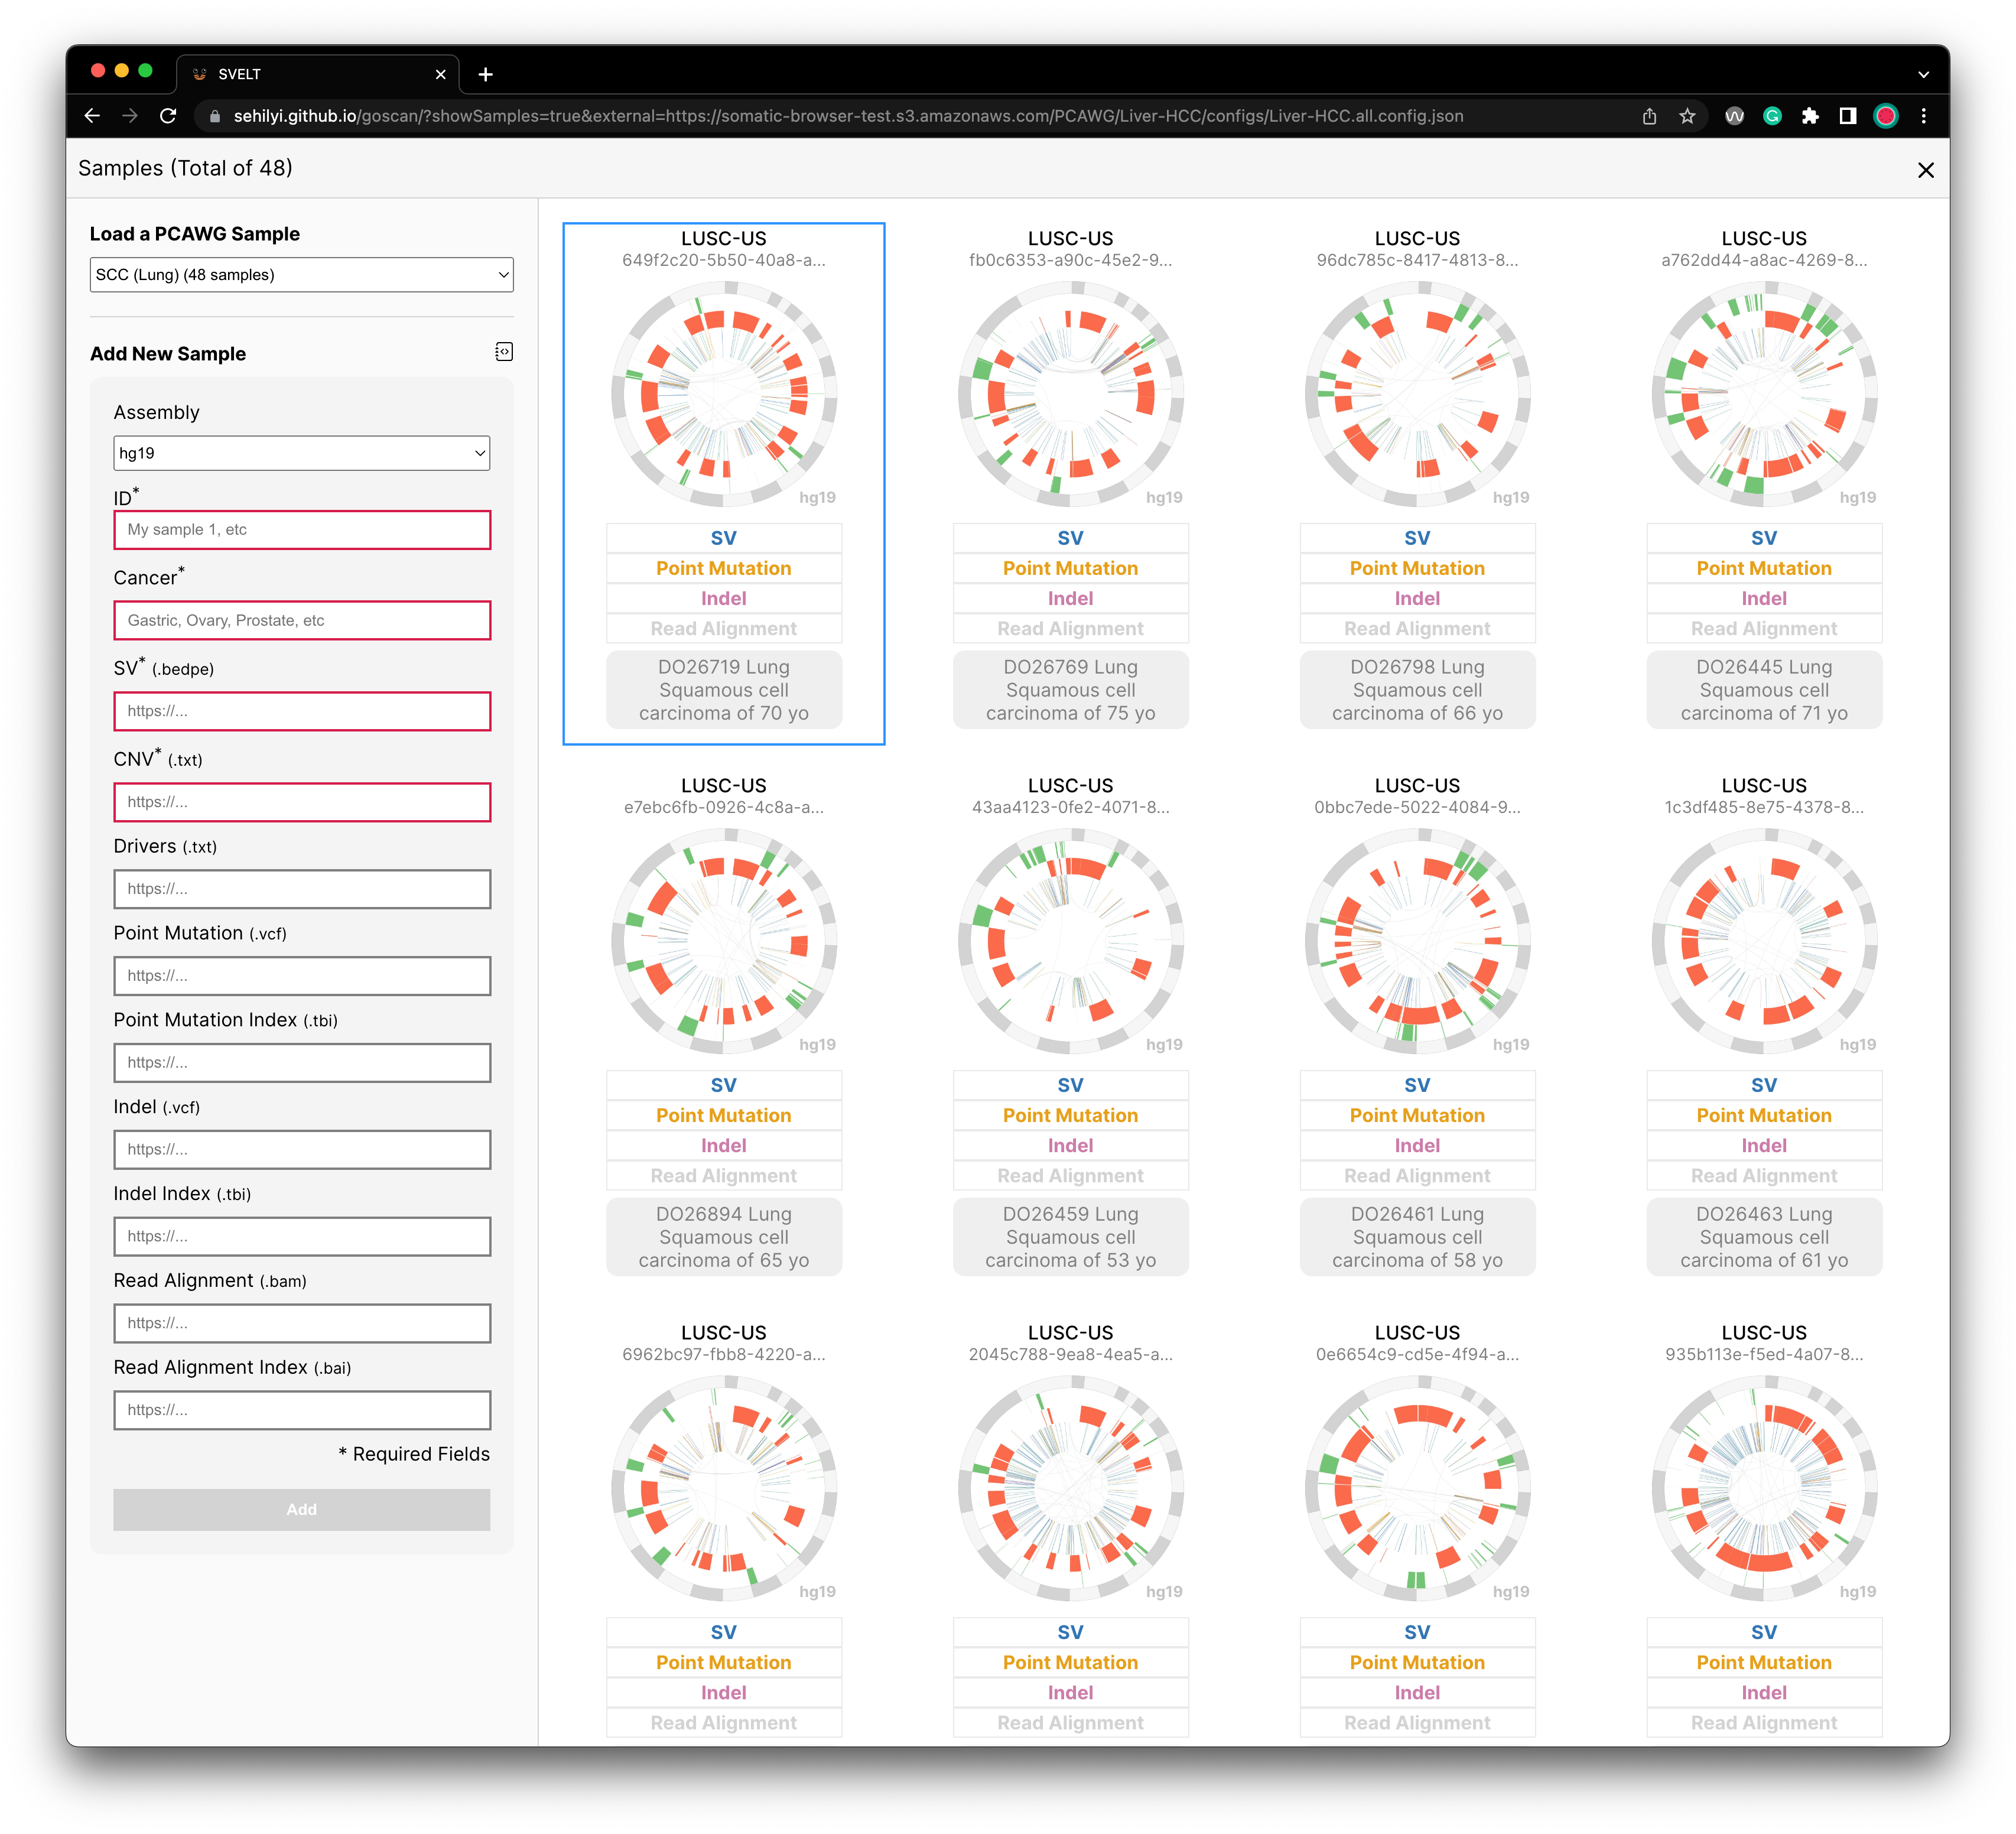 SVELT
sehilyi.github.io/goscan/?showSamples=true&external=https://somatic-browser-test.s3.amazonaws.com/PCAWG/Liver-HCC/configs/Liver-HCC.all.config.json
Samples (Total of 48)
Load a PCAWG Sample
SCC (Lung) (48 samples)
Add New Sample
Assembly
hg19
ID*
My sample 1, etc
Cancer*
Gastric, Ovary, Prostate, etc
SV* (.bedpe)
https://...
CNV* (.txt)
https://...
Drivers (.txt)
https://...
Point Mutation (.vcf)
https://...
Point Mutation Index (.tbi)
https://...
Indel (.vcf)
https://...
Indel Index (.tbi)
https://...
Read Alignment (.bam)
https://...
Read Alignment Index (.bai)
https://...
* Required Fields
Add
LUSC-US
649f2c20-5b50-40a8-a...
hg19
SV
Point Mutation
Indel
Read Alignment
DO26719 Lung
Squamous cell
carcinoma of 70 yo
LUSC-US
fb0c6353-a90c-45e2-9...
hg19
SV
Point Mutation
Indel
Read Alignment
DO26769 Lung
Squamous cell
carcinoma of 75 yo
LUSC-US
96dc785c-8417-4813-8...
hg19
SV
Point Mutation
Indel
Read Alignment
DO26798 Lung
Squamous cell
carcinoma of 66 yo
LUSC-US
a762dd44-a8ac-4269-8...
hg19
SV
Point Mutation
Indel
Read Alignment
DO26445 Lung
Squamous cell
carcinoma of 71 yo
LUSC-US
e7ebc6fb-0926-4c8a-a...
hg19
SV
Point Mutation
Indel
Read Alignment
DO26894 Lung
Squamous cell
carcinoma of 65 yo
LUSC-US
43aa4123-0fe2-4071-8...
hg19
SV
Point Mutation
Indel
Read Alignment
DO26459 Lung
Squamous cell
carcinoma of 53 yo
LUSC-US
0bbc7ede-5022-4084-9...
hg19
SV
Point Mutation
Indel
Read Alignment
DO26461 Lung
Squamous cell
carcinoma of 58 yo
LUSC-US
1c3df485-8e75-4378-8...
hg19
SV
Point Mutation
Indel
Read Alignment
DO26463 Lung
Squamous cell
carcinoma of 61 yo
LUSC-US
6962bc97-fbb8-4220-a...
hg19
SV
Point Mutation
Indel
Read Alignment
LUSC-US
2045c788-9ea8-4ea5-a...
hg19
SV
Point Mutation
Indel
Read Alignment
LUSC-US
0e6654c9-cd5e-4f94-a...
hg19
SV
Point Mutation
Indel
Read Alignment
LUSC-US
935b113e-f5ed-4a07-8...
hg19
SV
Point Mutation
Indel
Read Alignment